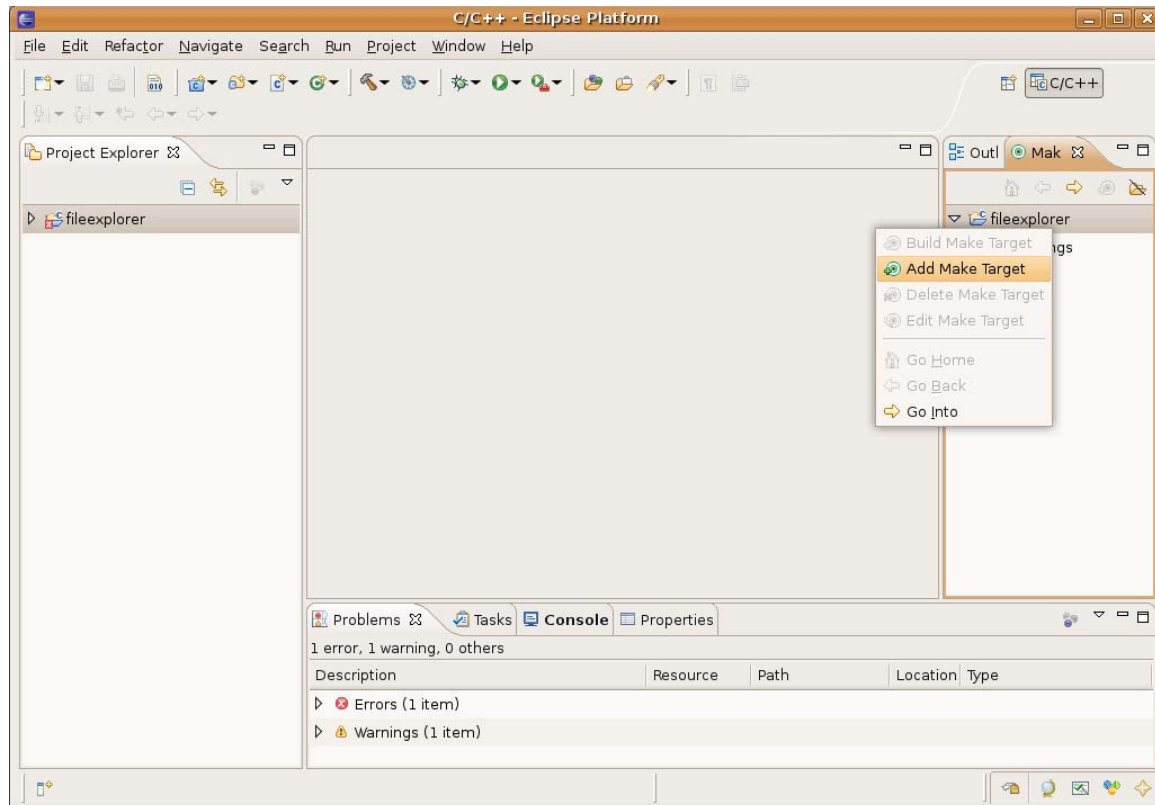 C/C++ - Eclipse Platform
File Edit Refactor Navigate Search Run Project Window Help
C/C++
Project Explorer
Outl
Mak
fileexplorer
fileexplorer
Build Make Target
Add Make Target
Delete Make Target
Edit Make Target
Go Home
Go Back
Go Into
ngs
Problems
Tasks
Console
Properties
1 error, 1 warning, 0 others
Description Resource Path Location Type
Errors (1 item)
Warnings (1 item)